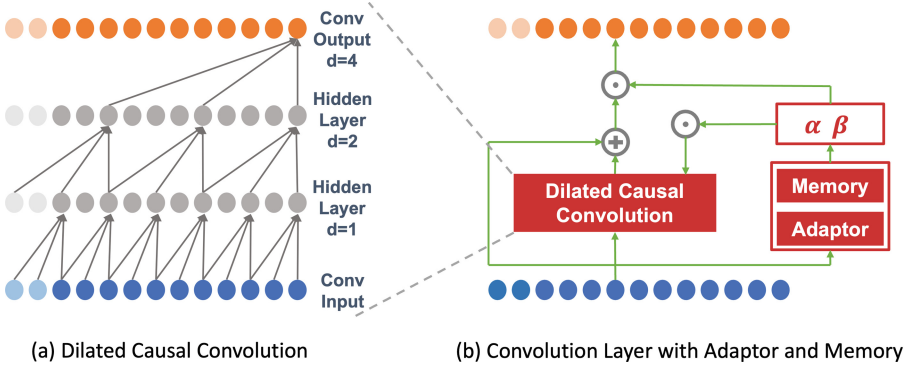 Conv
Output
d=4
Hidden
Layer
d=2
Hidden
Layer
d=1
Conv
Input
(a) Dilated Causal Convolution
α β
Dilated Causal
Convolution
Memory
Adaptor
(b) Convolution Layer with Adaptor and Memory